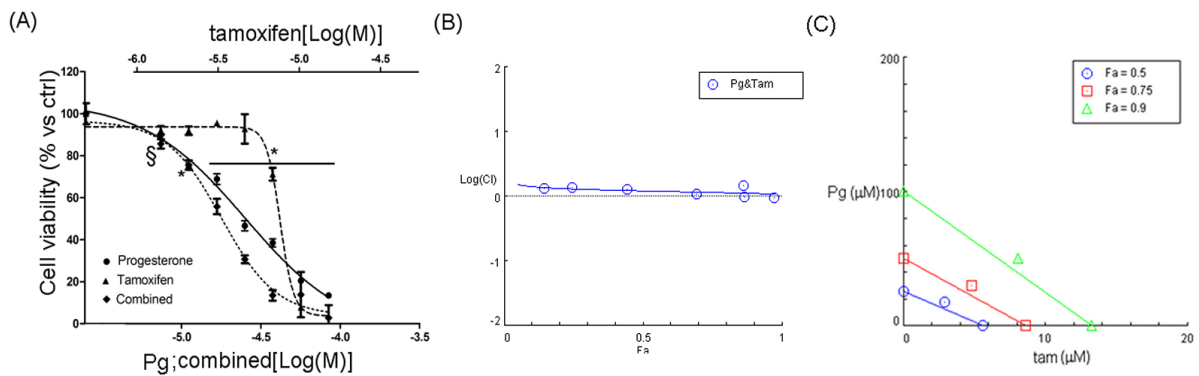 (A)
tamoxifen[Log(M)]
-6.0 -5.5 -5.0 -4.5
120
100
80
60
40
20
0
Cell viability (% vs ctrl)
§
*
*
Progesterone
Tamoxifen
Combined
-5.0 -4.5 -4.0 -3.5
Pg;combined[Log(M)]
(B)
2
1
0
-1
-2
Log(CI)
Pg&Tam
0 0.5 1
Fa
(C)
200
100
0
Pg (µM)
Fa = 0.5
Fa = 0.75
Fa = 0.9
0 10 20
tam (µM)